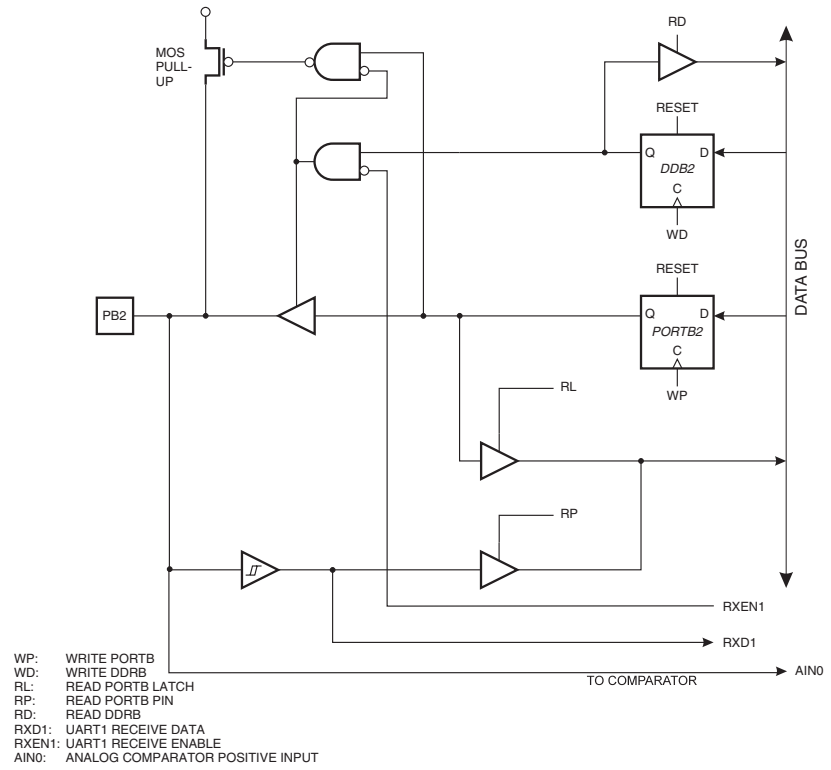 RD
MOS
PULL-
UP
RESET
Q
D
DDB2
C
WD
DATA BUS
RESET
PB2
Q
D
PORTB2
C
WP
RL
RP
RXEN1
RXD1
TO COMPARATOR
AIN0
WP: WRITE PORTB
WD: WRITE DDRB
RL: READ PORTB LATCH
RP: READ PORTB PIN
RD: READ DDRB
RXD1: UART1 RECEIVE DATA
RXEN1: UART1 RECEIVE ENABLE
AIN0: ANALOG COMPARATOR POSITIVE INPUT